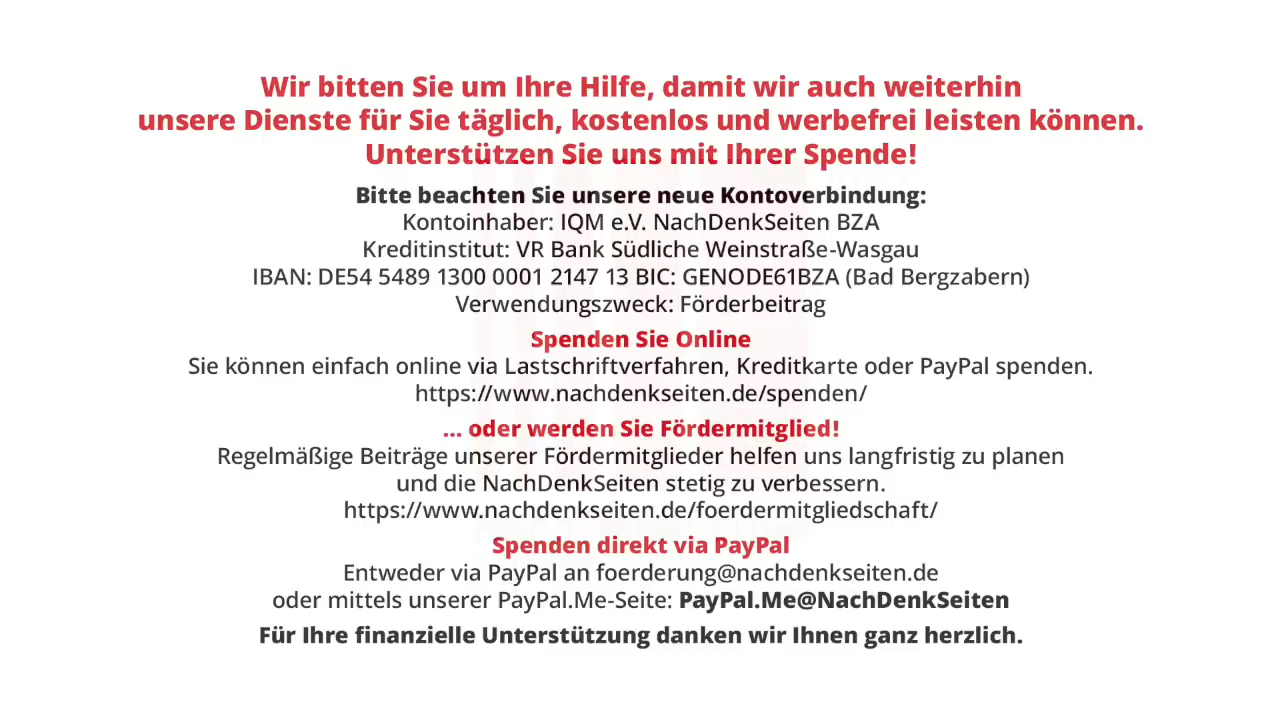 Wir bitten Sie um Ihre Hilfe, damit wir auch weiterhin
unsere Dienste für Sie täglich, kostenlos und werbefrei leisten können.
Unterstützen Sie uns mit Ihrer Spende!
Bitte beachten Sie unsere neue Kontoverbindung:
Kontoinhaber: IQM e.V. NachDenkSeiten BZA
Kreditinstitut: VR Bank Südliche Weinstraße-Wasgau
IBAN: DE54 5489 1300 0001 2147 13 BIC: GENODE61BZA (Bad Bergzabern)
Verwendungszweck: Förderbeitrag
Spenden Sie Online
Sie können einfach online via Lastschriftverfahren, Kreditkarte oder PayPal spenden.
https://www.nachdenkseiten.de/spenden/
... oder werden Sie Fördermitglied!
Regelmäßige Beiträge unserer Fördermitglieder helfen uns langfristig zu planen
und die NachDenkSeiten stetig zu verbessern.
https://www.nachdenkseiten.de/foerdermitgliedschaft/
Spenden direkt via PayPal
Entweder via PayPal an foerderung@nachdenkseiten.de
oder mittels unserer PayPal.Me-Seite: PayPal.Me@NachDenkSeiten
Für Ihre finanzielle Unterstützung danken wir Ihnen ganz herzlich.